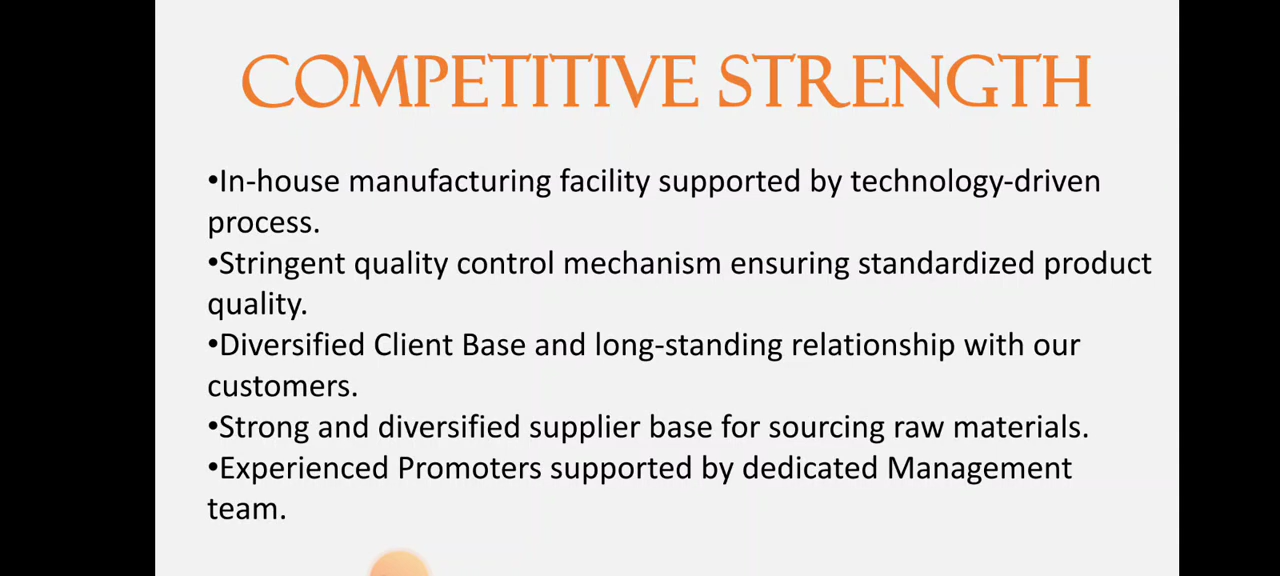 COMPETITIVE STRENGTH
•In-house manufacturing facility supported by technology-driven
process.
•Stringent quality control mechanism ensuring standardized product
quality.
•Diversified Client Base and long-standing relationship with our
customers.
•Strong and diversified supplier base for sourcing raw materials.
•Experienced Promoters supported by dedicated Management
team.